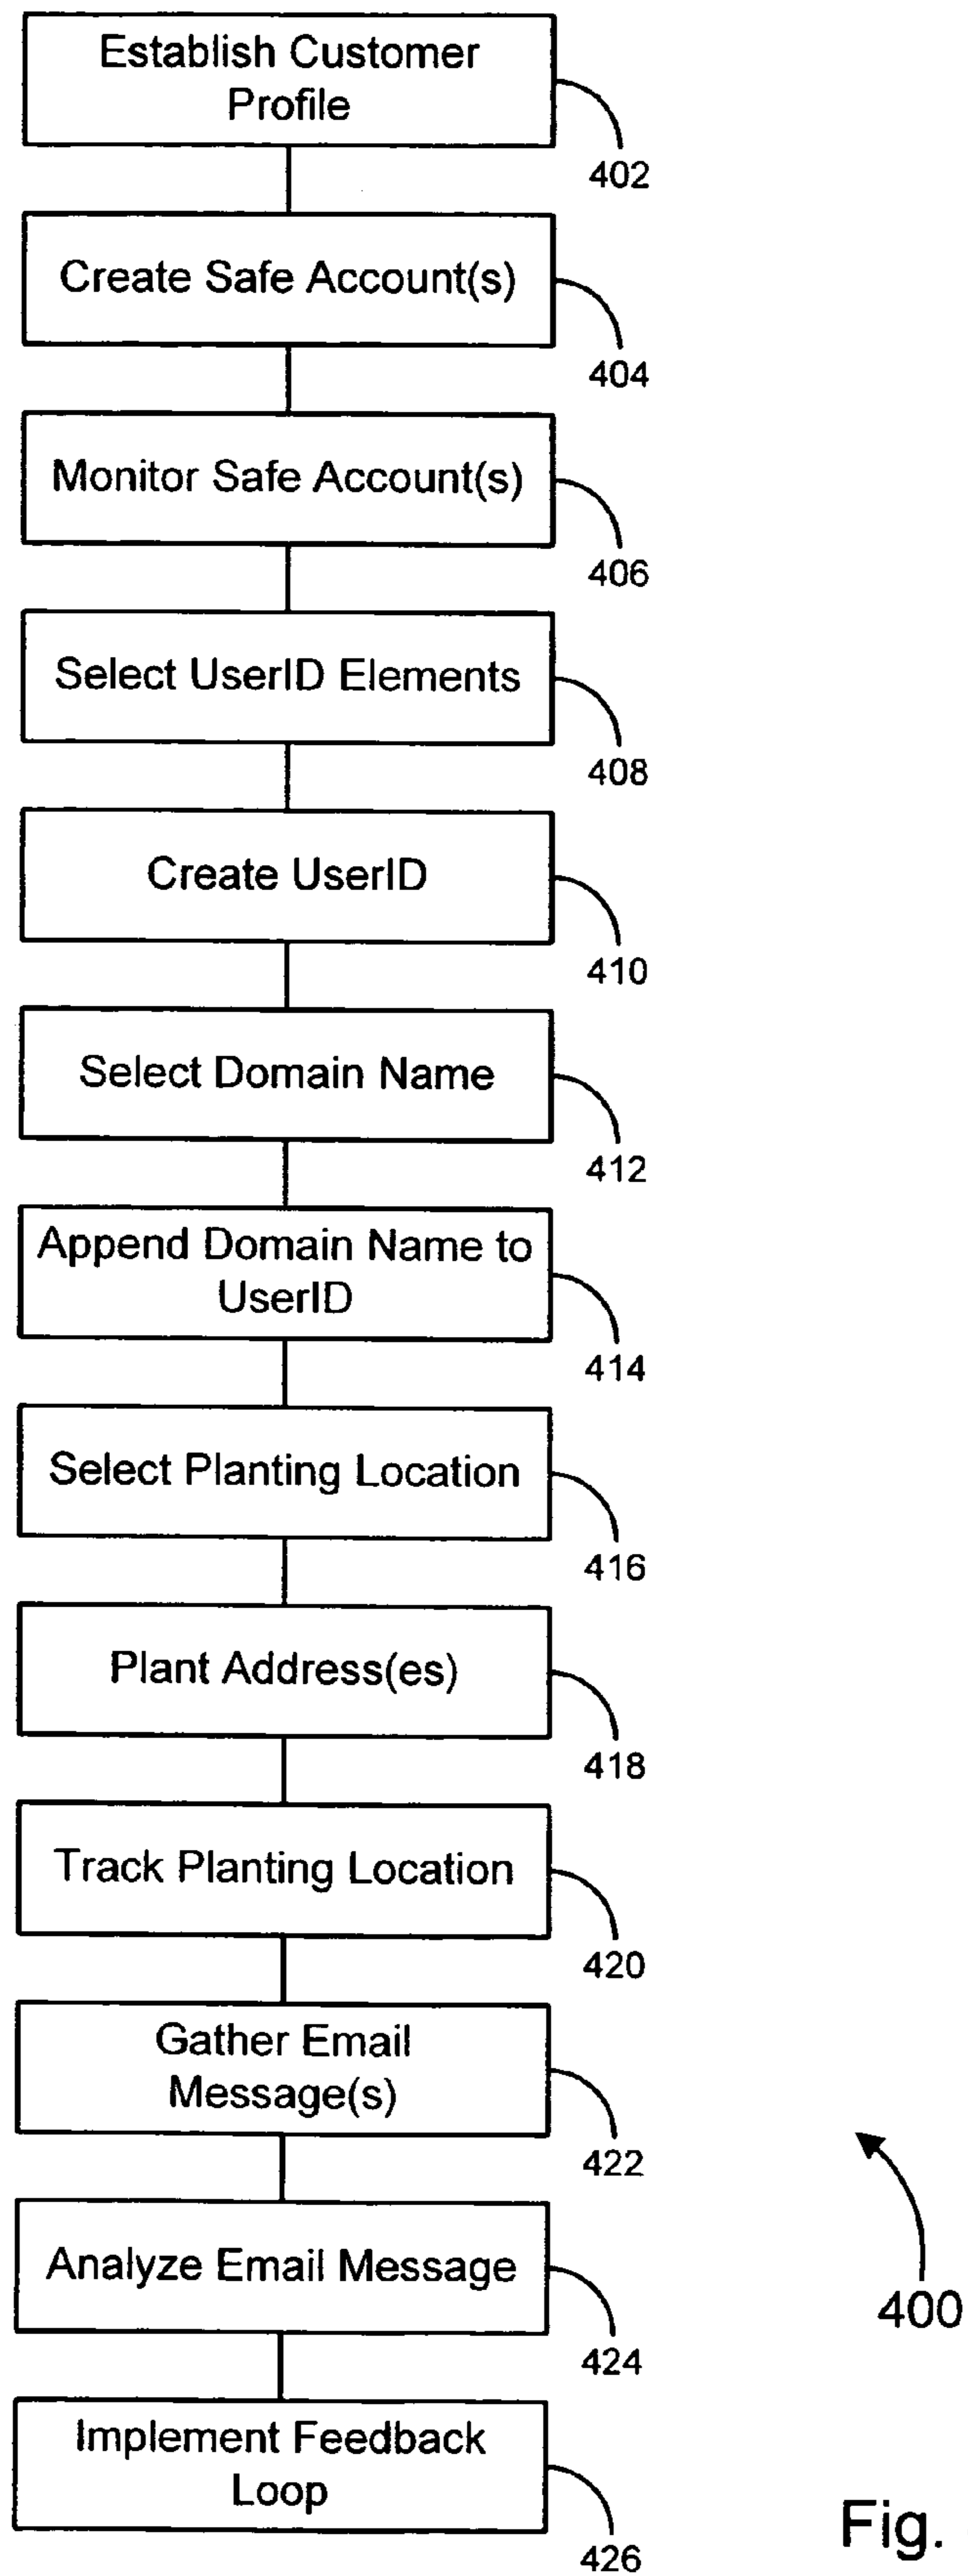 Establish Customer
Profile
402
Create Safe Account(s)
404
Monitor Safe Account(s)
406
Select UserID Elements
408
Create UserID
410
Select Domain Name
412
Append Domain Name to
UserID
414
Select Planting Location
416
Plant Address(es)
418
Track Planting Location
420
Gather Email
Message(s)
422
Analyze Email Message
424
400
Implement Feedback
Loop
426
Fig.